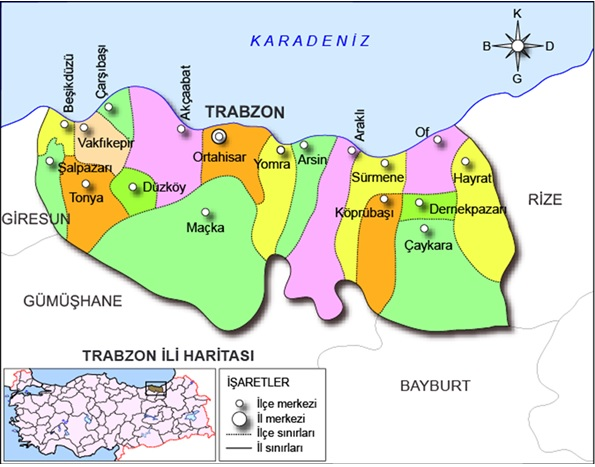 KARADENİZ
K
B
D
G
Beşikdüzü
Çarşıbaşı
Akçaabat
TRABZON
Araklı
Of
Vakfıkepir
Ortahisar
Yomra
Arsin
Şalpazarı
Sürmene
Hayrat
Tonya
Düzköy
Köprübaşı
Dernekpazarı
RİZE
GİRESUN
Maçka
Çaykara
GÜMÜŞHANE
BAYBURT
TRABZON İLİ HARİTASI
İŞARETLER
İlçe merkezi
İl merkezi
İlçe sınırları
İl sınırları